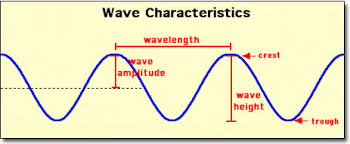 Wave Characteristics
wavelength
crest
wave
amplitude
wave
height
trough